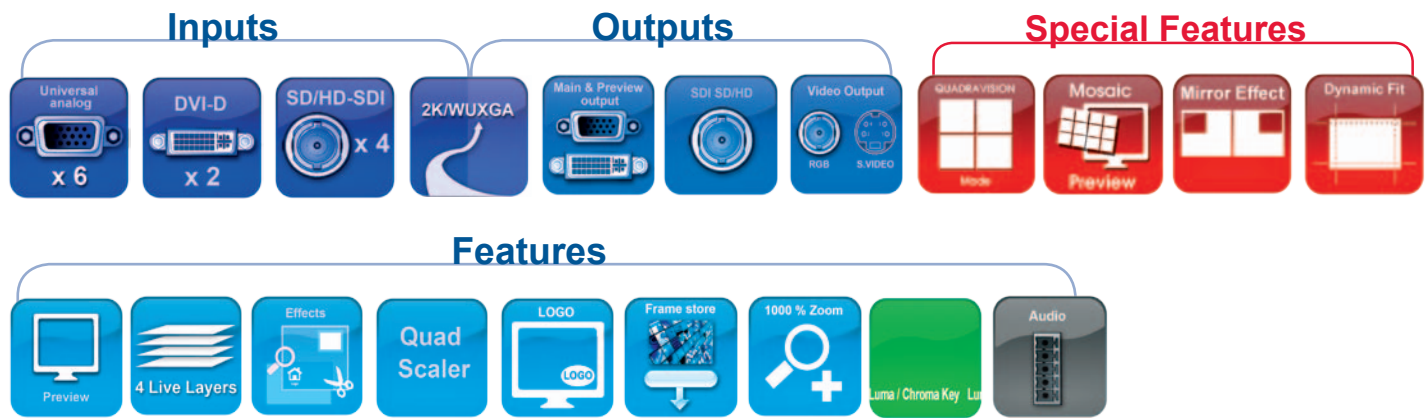 Inputs
Outputs
Special Features
Universal
analog
x 6
DVI-D
x 2
SD/HD-SDI
x 4
2K/WUXGA
Main & Preview
output
SDI SD/HD
Video Output
RGB
S.VIDEO
QUADRAVISION
Mode
Mosaic
Preview
Mirror Effect
Dynamic Fit
Features
Preview
4 Live Layers
Effects
Quad
Scaler
LOGO
LOGO
Frame store
1000 % Zoom
Luma / Chroma Key Lu
Audio